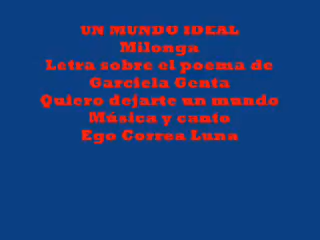 UN MUNDO IDEAL
Milonga
Letra sobre el poema de
Garciela Genta
Quiero dejarte un mundo
Música y canto
Ego Correa Luna